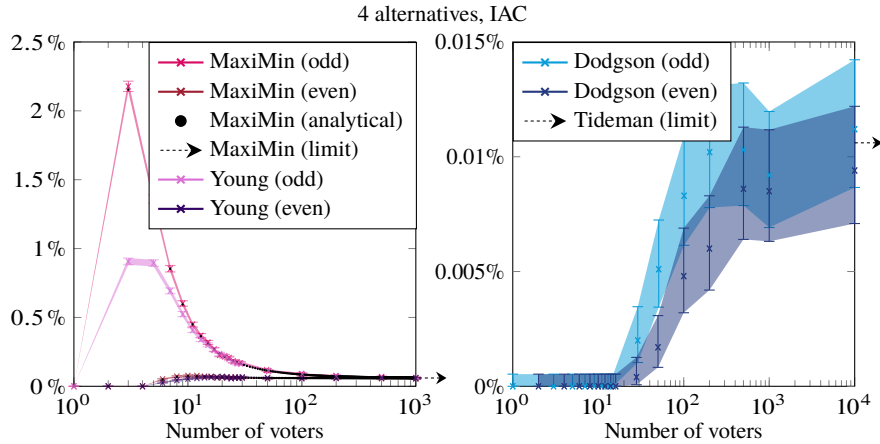 4 alternatives, IAC
2.5 %
2 %
1.5 %
1 %
0.5 %
0 %
10^0
10^1
10^2
10^3
Number of voters
MaxiMin (odd)
MaxiMin (even)
MaxiMin (analytical)
MaxiMin (limit)
Young (odd)
Young (even)
0.015%
0.01%
0.005%
0%
10^0
10^1
10^2
10^3
10^4
Number of voters
Dodgson (odd)
Dodgson (even)
Tideman (limit)